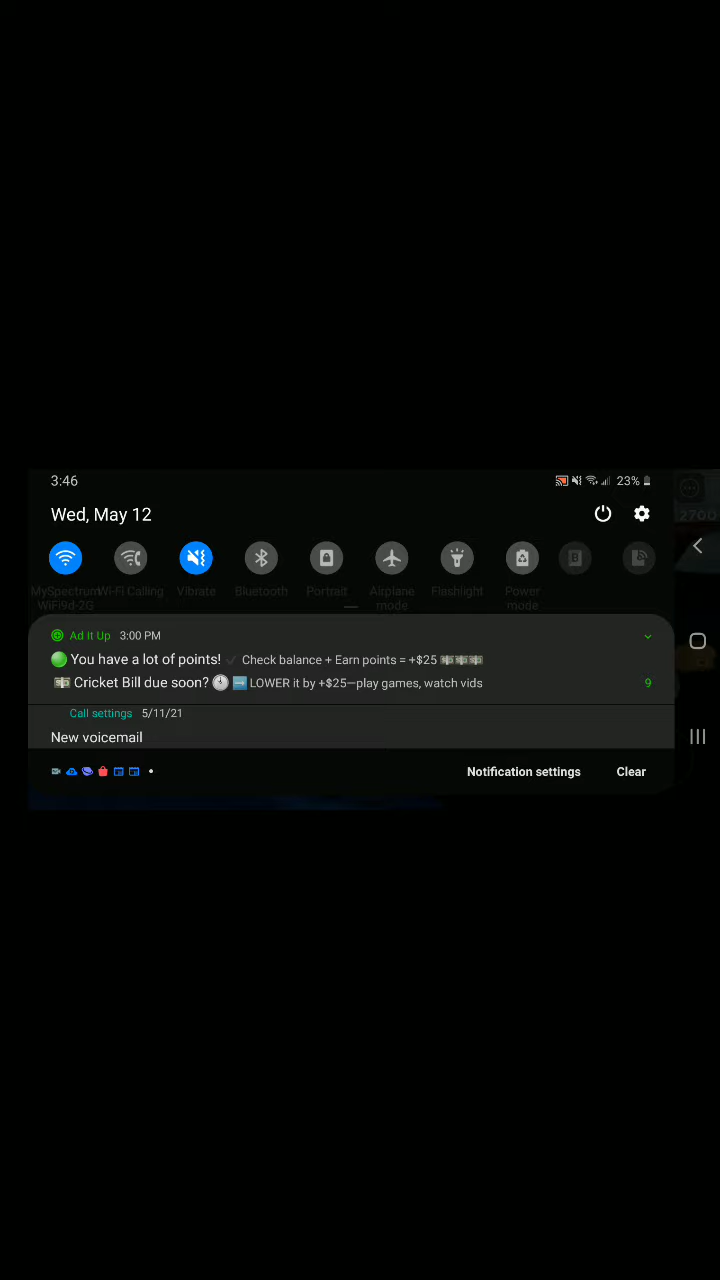 3:46
23%
Wed, May 12
2700
MySpectrum
WiFi9d-2G
Wi-Fi Calling
Vibrate
Bluetooth
Portrait
Airplane
mode
Flashlight
Power
mode
Ad It Up 3:00 PM
You have a lot of points! Check balance + Earn points = +$25
Cricket Bill due soon? LOWER it by +$25—play games, watch vids
9
Call settings 5/11/21
New voicemail
Notification settings Clear